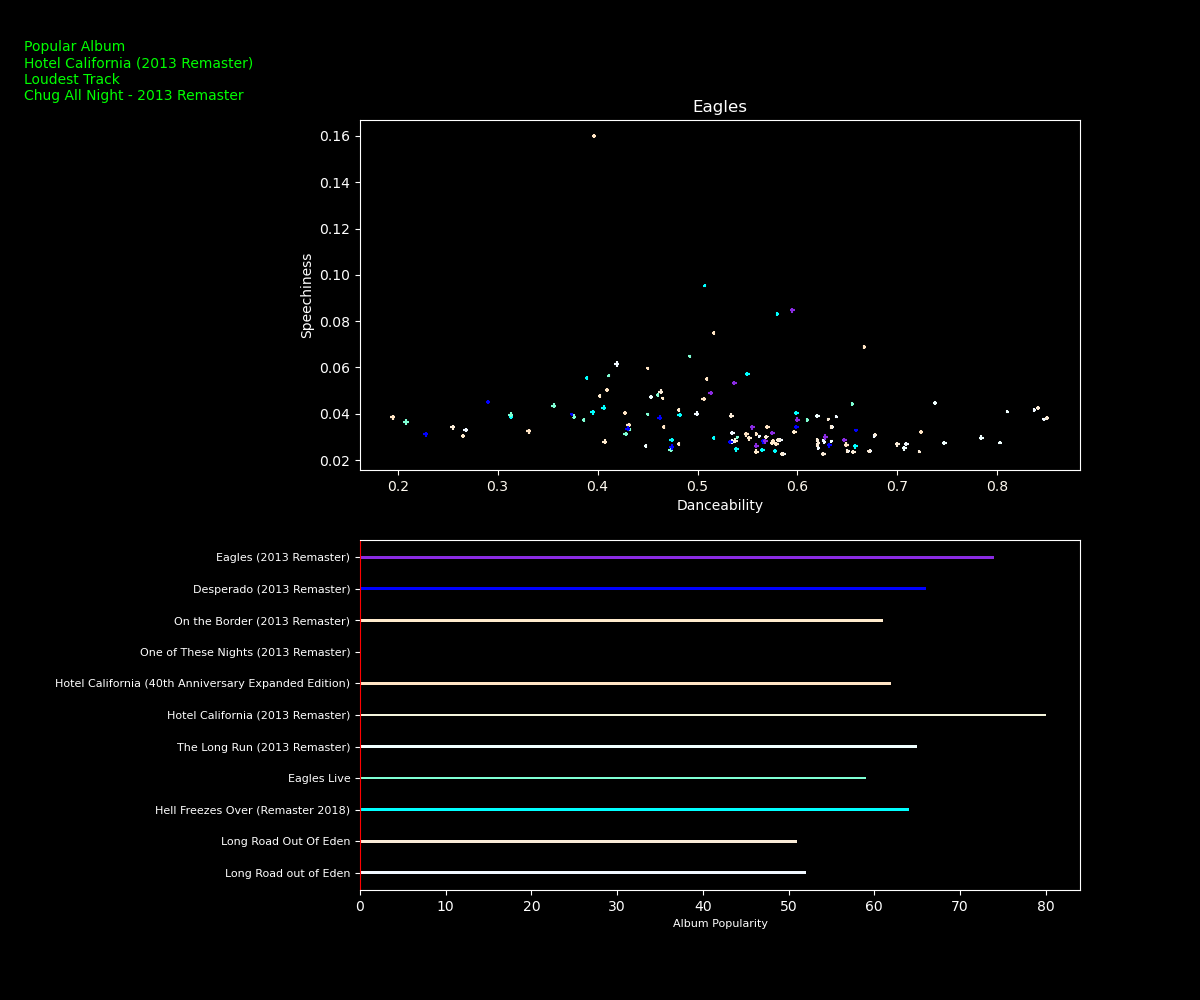 Popular Album
Hotel California (2013 Remaster)
Loudest Track
Chug All Night - 2013 Remaster
Eagles
0.16
0.14
0.12
0.10
0.08
0.06
0.04
0.02
Speechiness
0.2 0.3 0.4 0.5 0.6 0.7 0.8
Danceability
Eagles (2013 Remaster)
Desperado (2013 Remaster)
On the Border (2013 Remaster)
One of These Nights (2013 Remaster)
Hotel California (40th Anniversary Expanded Edition)
Hotel California (2013 Remaster)
The Long Run (2013 Remaster)
Eagles Live
Hell Freezes Over (Remaster 2018)
Long Road Out Of Eden
Long Road out of Eden
0 10 20 30 40 50 60 70 80
Album Popularity